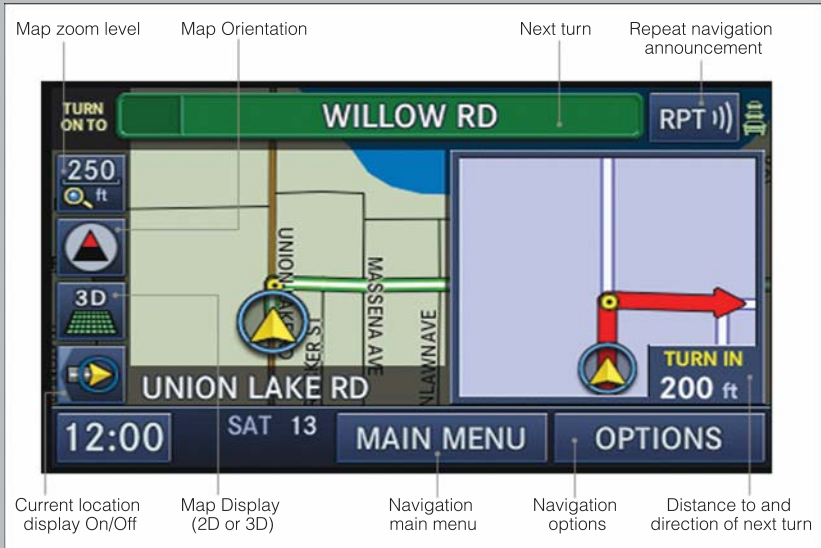 Map zoom level
Map Orientation
Next turn
Repeat navigation
announcement
TURN
ON TO
WILLOW RD
RPT
250
ft
3D
UNION LAKE RD
MASSENA AVE
TURN IN
200 ft
UNION LAKE RD
12:00
SAT 13
MAIN MENU
OPTIONS
Current location
display On/Off
Map Display
(2D or 3D)
Navigation
main menu
Navigation
options
Distance to and
direction of next turn